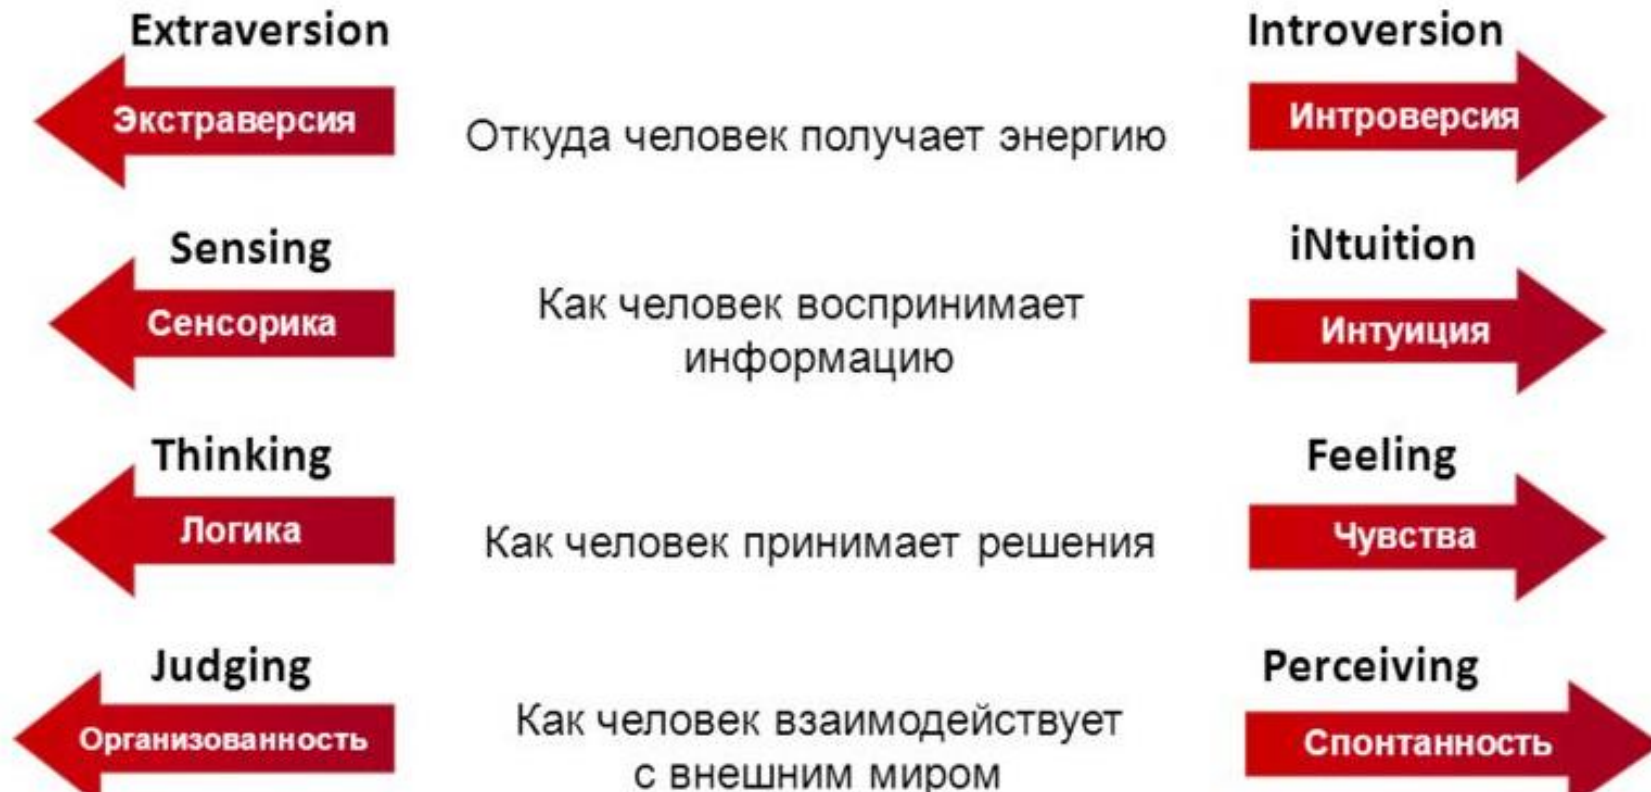 Extraversion
Introversion
Экстраверсия
Откуда человек получает энергию
Интроверсия
Sensing
iNtuition
Сенсорика
Как человек воспринимает
информацию
Интуиция
Thinking
Feeling
Логика
Как человек принимает решения
Чувства
Judging
Perceiving
Организованность
Как человек взаимодействует
с внешним миром
Спонтанность